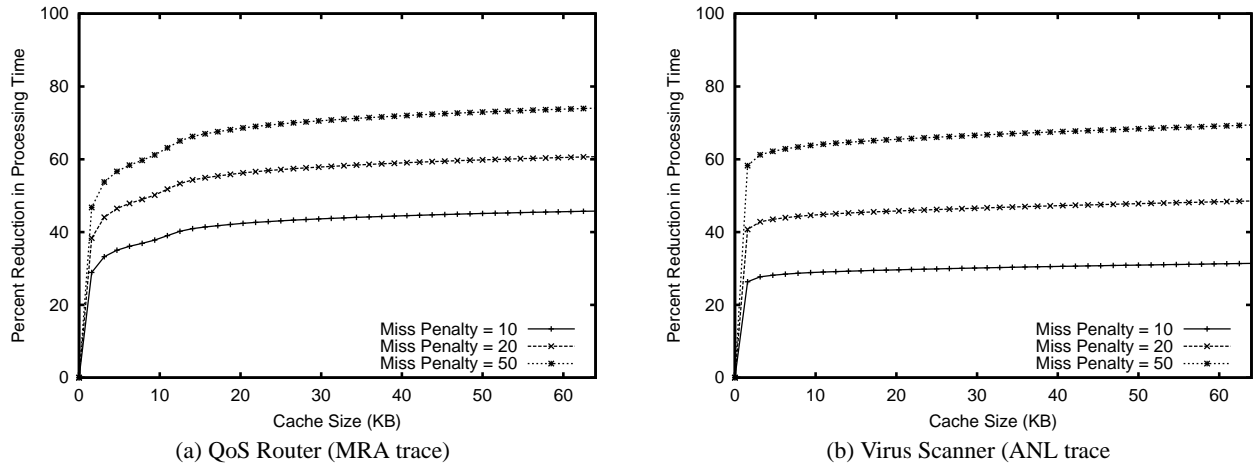 Percent Reduction in Processing Time
100
80
60
40
20
0
Miss Penalty = 10
Miss Penalty = 20
Miss Penalty = 50
0 10 20 30 40 50 60
Cache Size (KB)
(a) QoS Router (MRA trace)
Percent Reduction in Processing Time
100
80
60
40
20
0
Miss Penalty = 10
Miss Penalty = 20
Miss Penalty = 50
0 10 20 30 40 50 60
Cache Size (KB)
(b) Virus Scanner (ANL trace